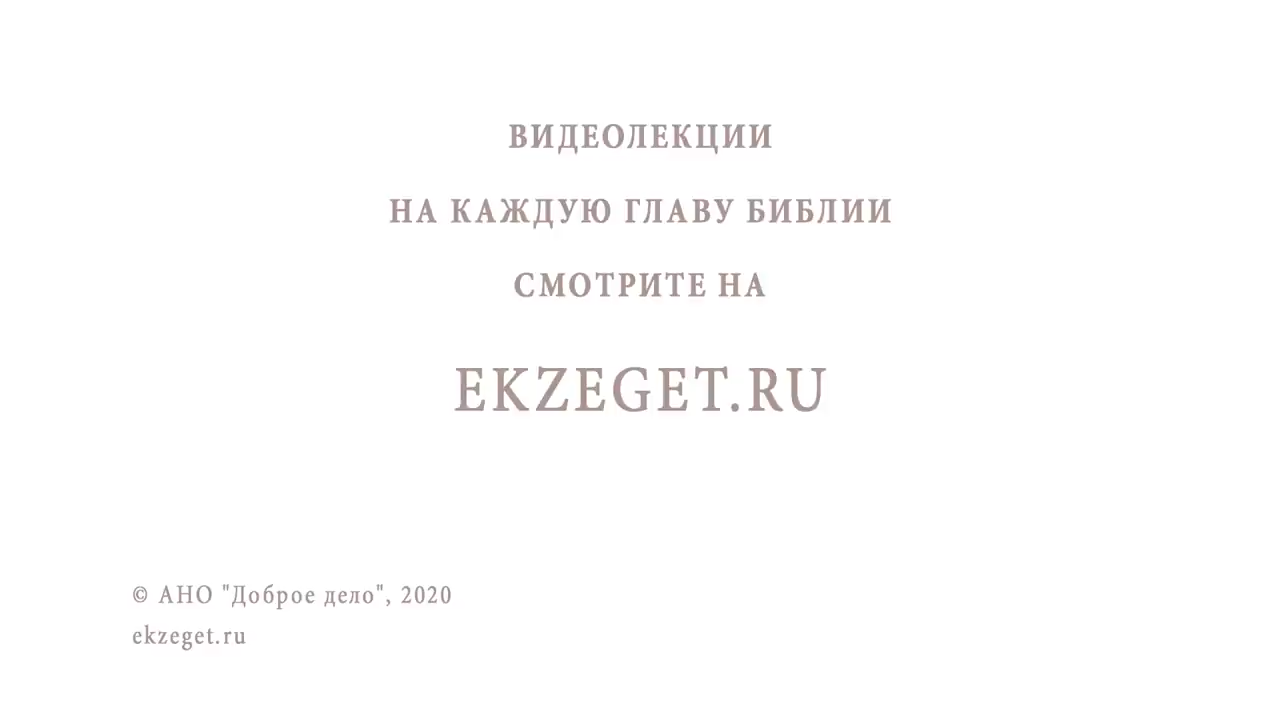 ВИДЕОЛЕКЦИИ
НА КАЖДУЮ ГЛАВУ БИБЛИИ
СМОТРИТЕ НА
EKZEGET.RU
© АНО "Доброе дело", 2020
ekzeget.ru